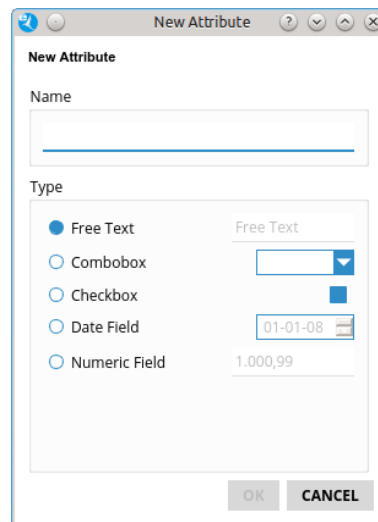 New Attribute
New Attribute
Name
Type
Free Text Free Text
Combobox
Checkbox
Date Field 01-01-08
Numeric Field 1.000,99
OK CANCEL